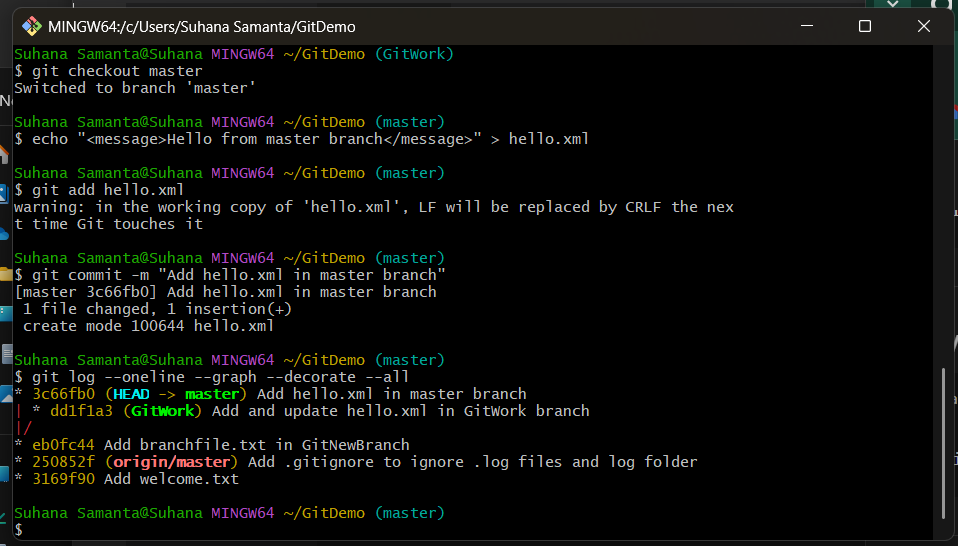 MINGW64:/c/Users/Suhana Samanta/GitDemo
Suhana Samanta@Suhana MINGW64 ~/GitDemo (GitWork)
$ git checkout master
Switched to branch 'master'
Suhana Samanta@Suhana MINGW64 ~/GitDemo (master)
$ echo "<message>Hello from master branch</message>" > hello.xml
Suhana Samanta@Suhana MINGW64 ~/GitDemo (master)
$ git add hello.xml
warning: in the working copy of 'hello.xml', LF will be replaced by CRLF the nex
t time Git touches it
Suhana Samanta@Suhana MINGW64 ~/GitDemo (master)
$ git commit -m "Add hello.xml in master branch"
[master 3c66fb0] Add hello.xml in master branch
 1 file changed, 1 insertion(+)
 create mode 100644 hello.xml
Suhana Samanta@Suhana MINGW64 ~/GitDemo (master)
$ git log --oneline --graph --decorate --all
* 3c66fb0 (HEAD -> master) Add hello.xml in master branch
| * dd1f1a3 (GitWork) Add and update hello.xml in GitWork branch
|/
* eb0fc44 Add branchfile.txt in GitNewBranch
* 250852f (origin/master) Add .gitignore to ignore .log files and log folder
* 3169f90 Add welcome.txt
Suhana Samanta@Suhana MINGW64 ~/GitDemo (master)
$